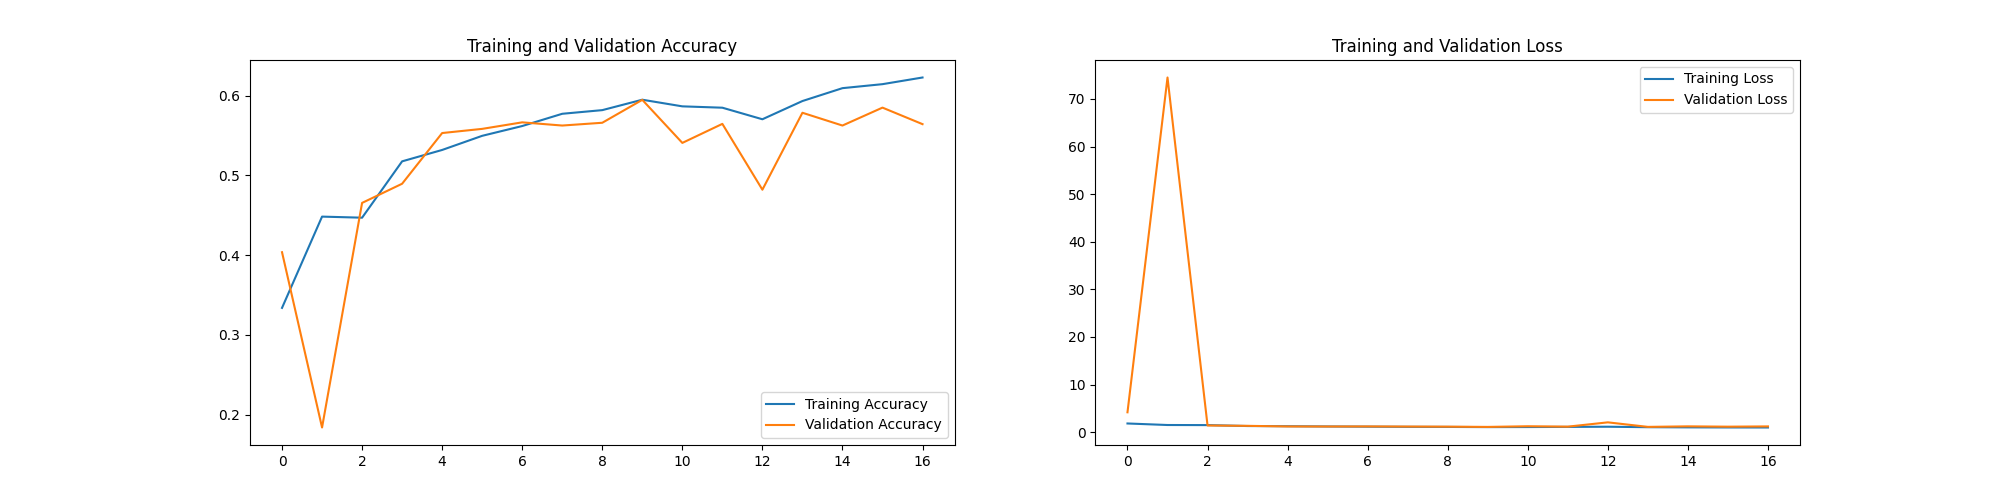 Training and Validation Accuracy
0.6
0.5
0.4
0.3
0.2
Training Accuracy
Validation Accuracy
0 2 4 6 8 10 12 14 16
Training and Validation Loss
70
60
50
40
30
20
10
0
Training Loss
Validation Loss
0 2 4 6 8 10 12 14 16